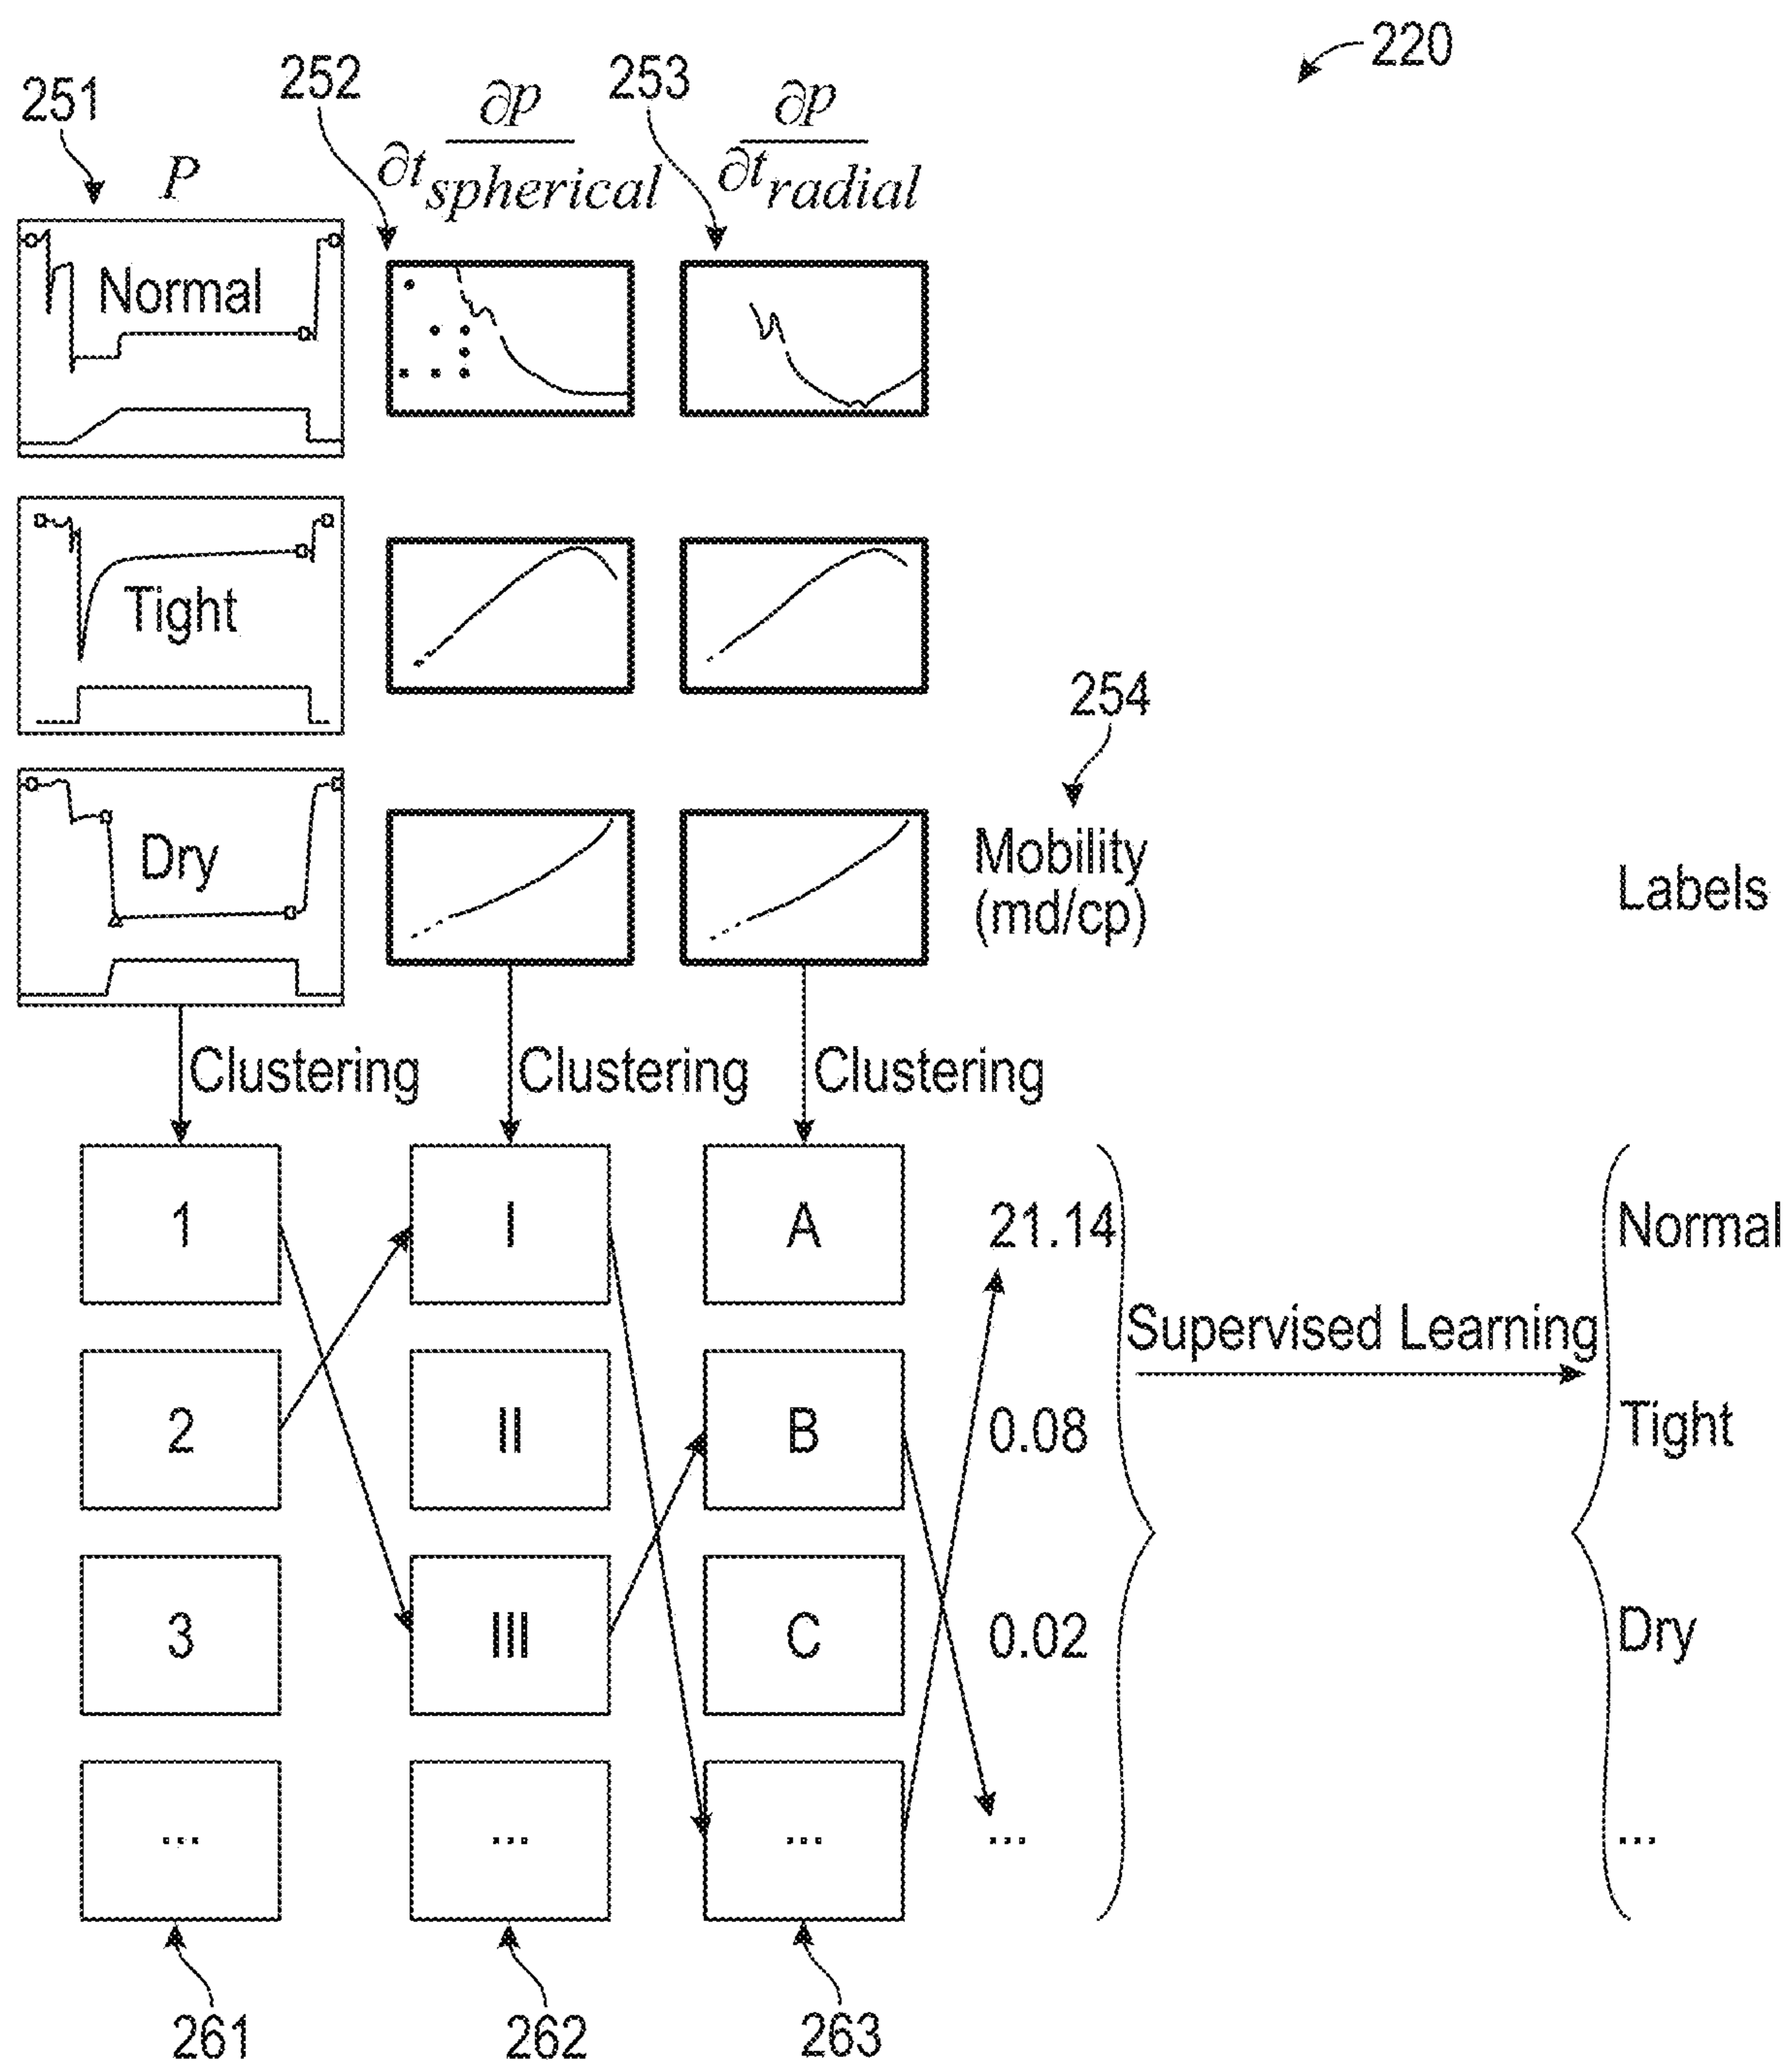 220
251 252 253
P ∂p/∂t spherical ∂p/∂t radial
Normal
Tight
254
Dry
Mobility
(md/cp)
Labels
Clustering Clustering Clustering
1 I A 21.14 Normal
Supervised Learning
2 II B 0.08 Tight
3 III C 0.02 Dry
... ... ... ... ...
261 262 263